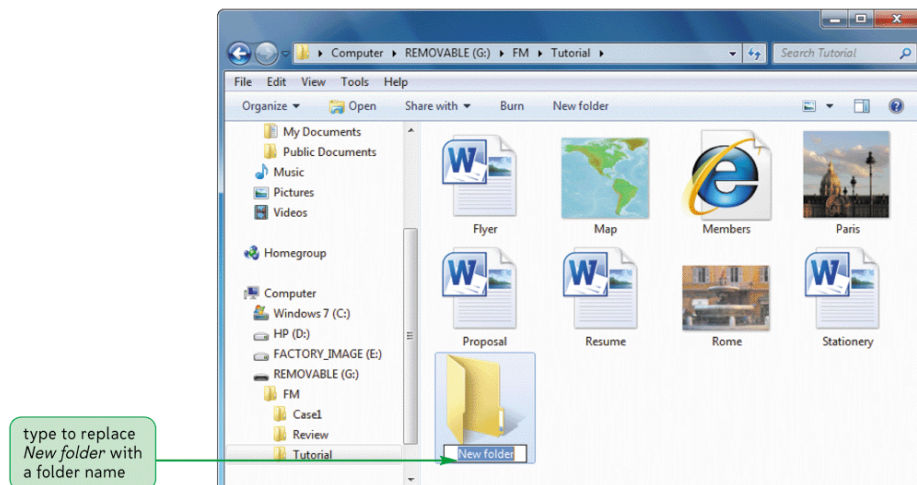 Computer ▸ REMOVABLE (G:) ▸ FM ▸ Tutorial ▸
Search Tutorial
File Edit View Tools Help
Organize Open Share with Burn New folder
My Documents
Public Documents
Music
Pictures
Videos
Homegroup
Computer
Windows 7 (C:)
HP (D:)
FACTORY_IMAGE (E:)
REMOVABLE (G:)
FM
Case1
Review
Tutorial
Flyer Map Members Paris
Proposal Resume Rome Stationery
New folder
type to replace
New folder with
a folder name